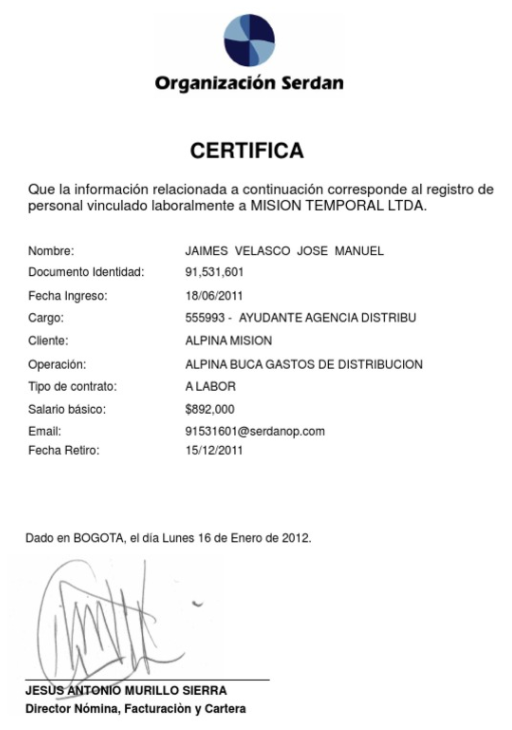 Organización Serdan
CERTIFICA
Que la información relacionada a continuación corresponde al registro de
personal vinculado laboralmente a MISION TEMPORAL LTDA.
Nombre: JAIMES VELASCO JOSE MANUEL
Documento Identidad: 91,531,601
Fecha Ingreso: 18/06/2011
Cargo: 555993 - AYUDANTE AGENCIA DISTRIBU
Cliente: ALPINA MISION
Operación: ALPINA BUCA GASTOS DE DISTRIBUCION
Tipo de contrato: A LABOR
Salario básico: $892,000
Email: 91531601@serdanop.com
Fecha Retiro: 15/12/2011
Dado en BOGOTA, el día Lunes 16 de Enero de 2012.
JESUS ANTONIO MURILLO SIERRA
Director Nómina, Facturaciòn y Cartera